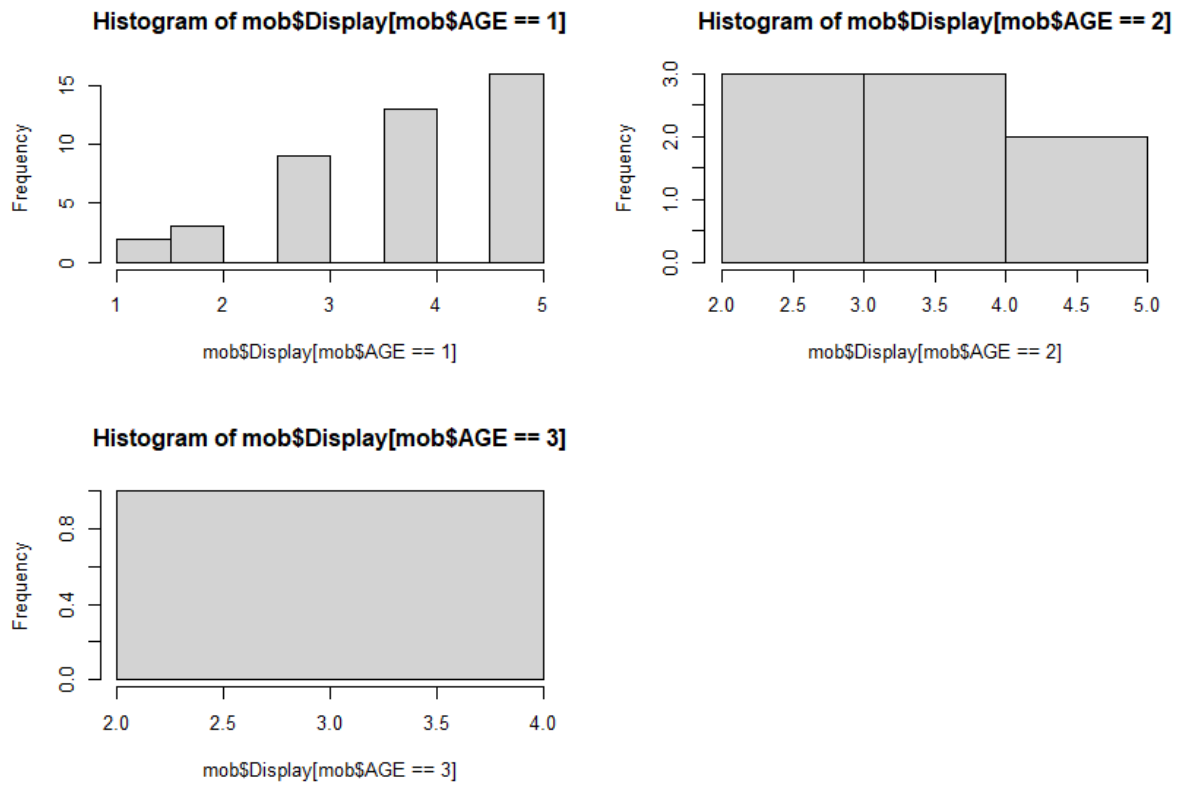 Histogram of mob$Display[mob$AGE == 1]
Frequency
0
5
10
15
1 2 3 4 5
mob$Display[mob$AGE == 1]
Histogram of mob$Display[mob$AGE == 2]
Frequency
0.0
1.0
2.0
3.0
2.0 2.5 3.0 3.5 4.0 4.5 5.0
mob$Display[mob$AGE == 2]
Histogram of mob$Display[mob$AGE == 3]
Frequency
0.0
0.4
0.8
2.0 2.5 3.0 3.5 4.0
mob$Display[mob$AGE == 3]